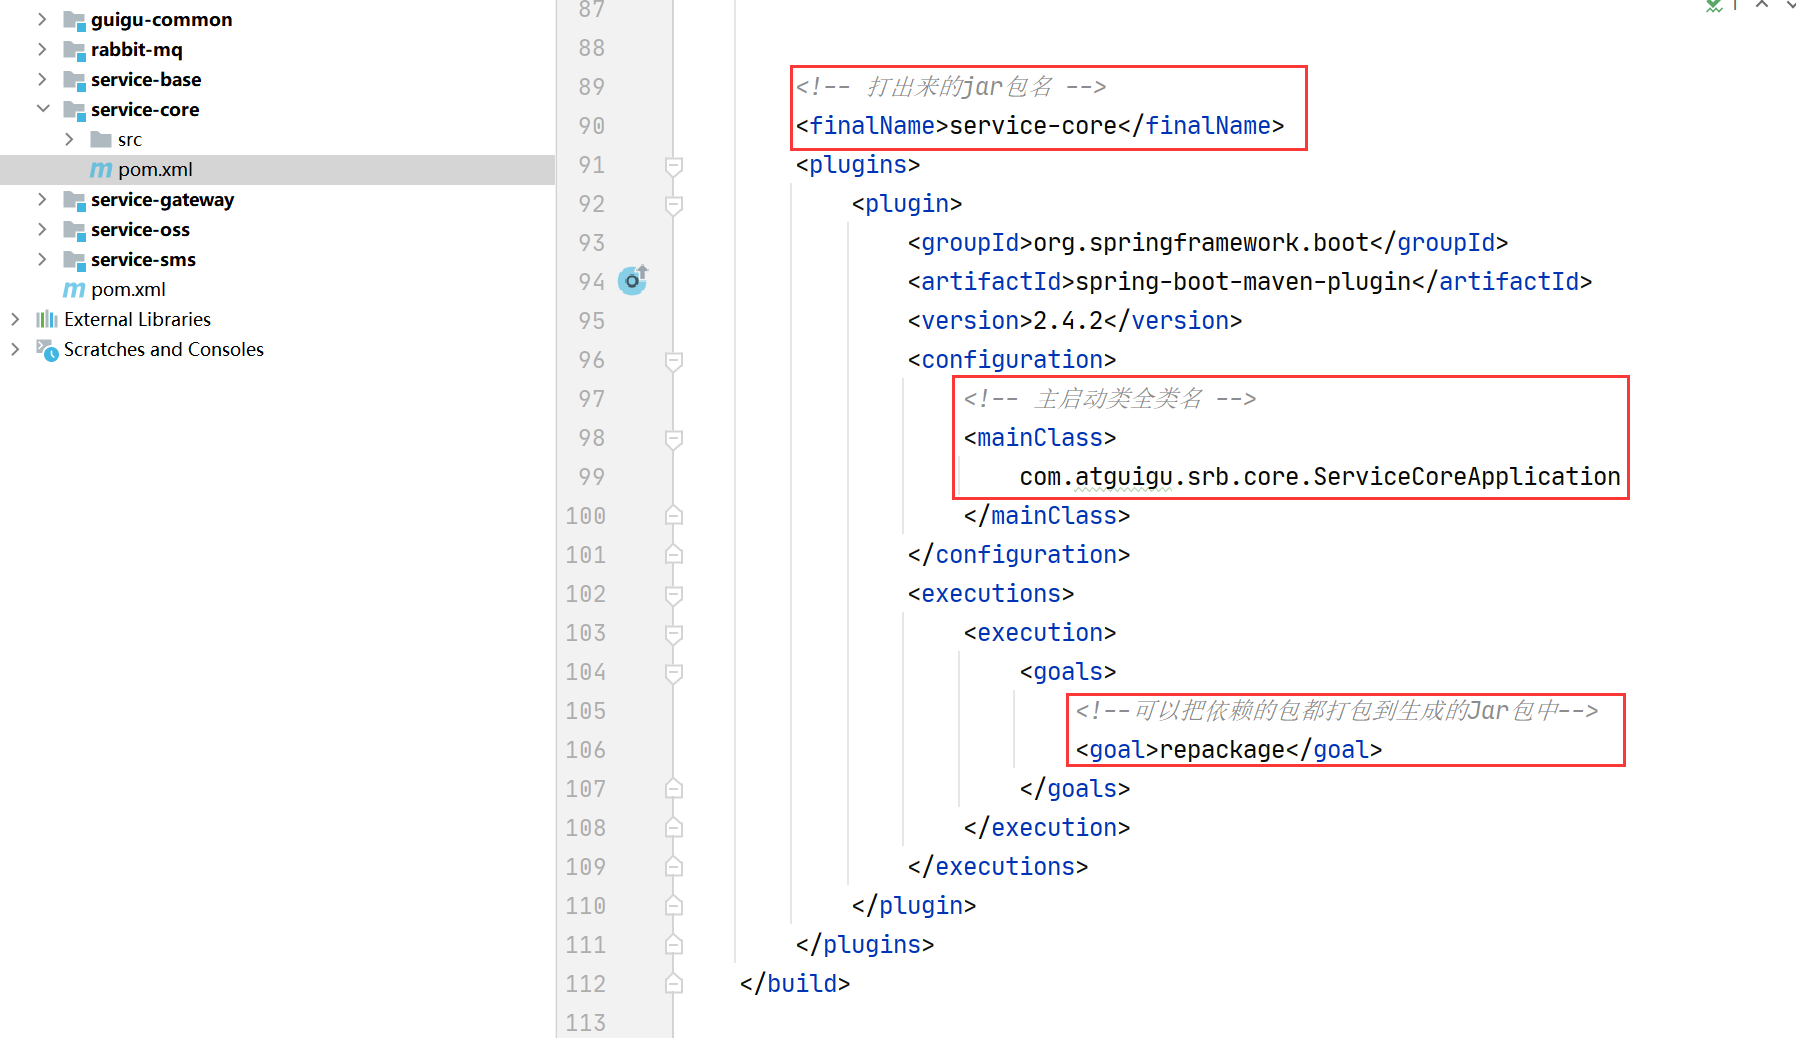 guigu-common
rabbit-mq
service-base
service-core
src
pom.xml
service-gateway
service-oss
service-sms
pom.xml
External Libraries
Scratches and Consoles
87
88
89 <!-- 打出来的jar包名 -->
90 <finalName>service-core</finalName>
91 <plugins>
92 <plugin>
93 <groupId>org.springframework.boot</groupId>
94 <artifactId>spring-boot-maven-plugin</artifactId>
95 <version>2.4.2</version>
96 <configuration>
97 <!-- 主启动类全类名 -->
98 <mainClass>
99 com.atguigu.srb.core.ServiceCoreApplication
100 </mainClass>
101 </configuration>
102 <executions>
103 <execution>
104 <goals>
105 <!--可以把依赖的包都打包到生成的Jar包中-->
106 <goal>repackage</goal>
107 </goals>
108 </execution>
109 </executions>
110 </plugin>
111 </plugins>
112 </build>
113